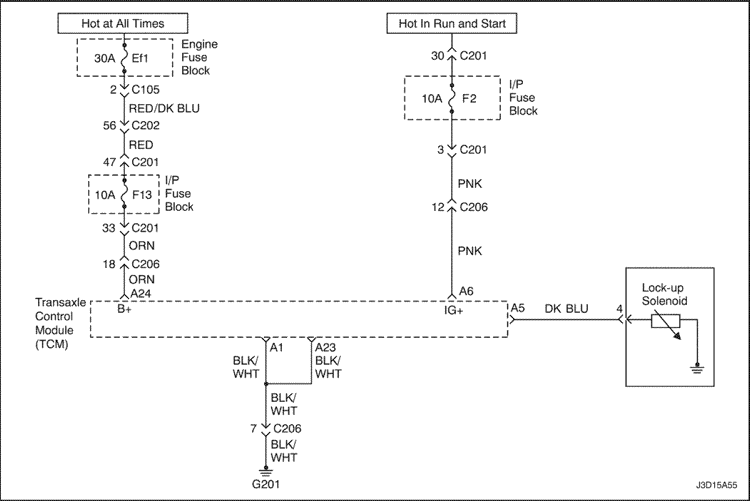 Hot at All Times
Hot In Run and Start
30A Ef1
Engine
Fuse
Block
30 C201
2 C105
RED/DK BLU
10A F2
I/P
Fuse
Block
56 C202
RED
47 C201
3 C201
10A F13
I/P
Fuse
Block
PNK
33 C201
12 C206
ORN
18 C206
PNK
ORN
A24
A6
Transaxle
Control
Module
(TCM)
B+
IG+
A5
DK BLU
4
Lock-up
Solenoid
A1
A23
BLK/
WHT
BLK/
WHT
BLK/
WHT
7 C206
BLK/
WHT
G201
J3D15A55